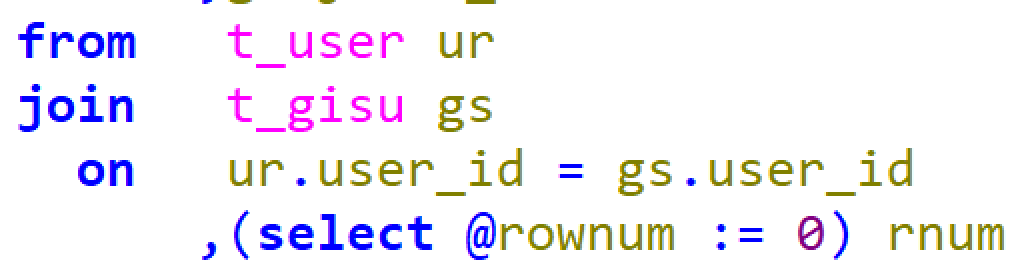 from t_user ur
join t_gisu gs
on ur.user_id = gs.user_id
,(select @rownum := 0) rnum